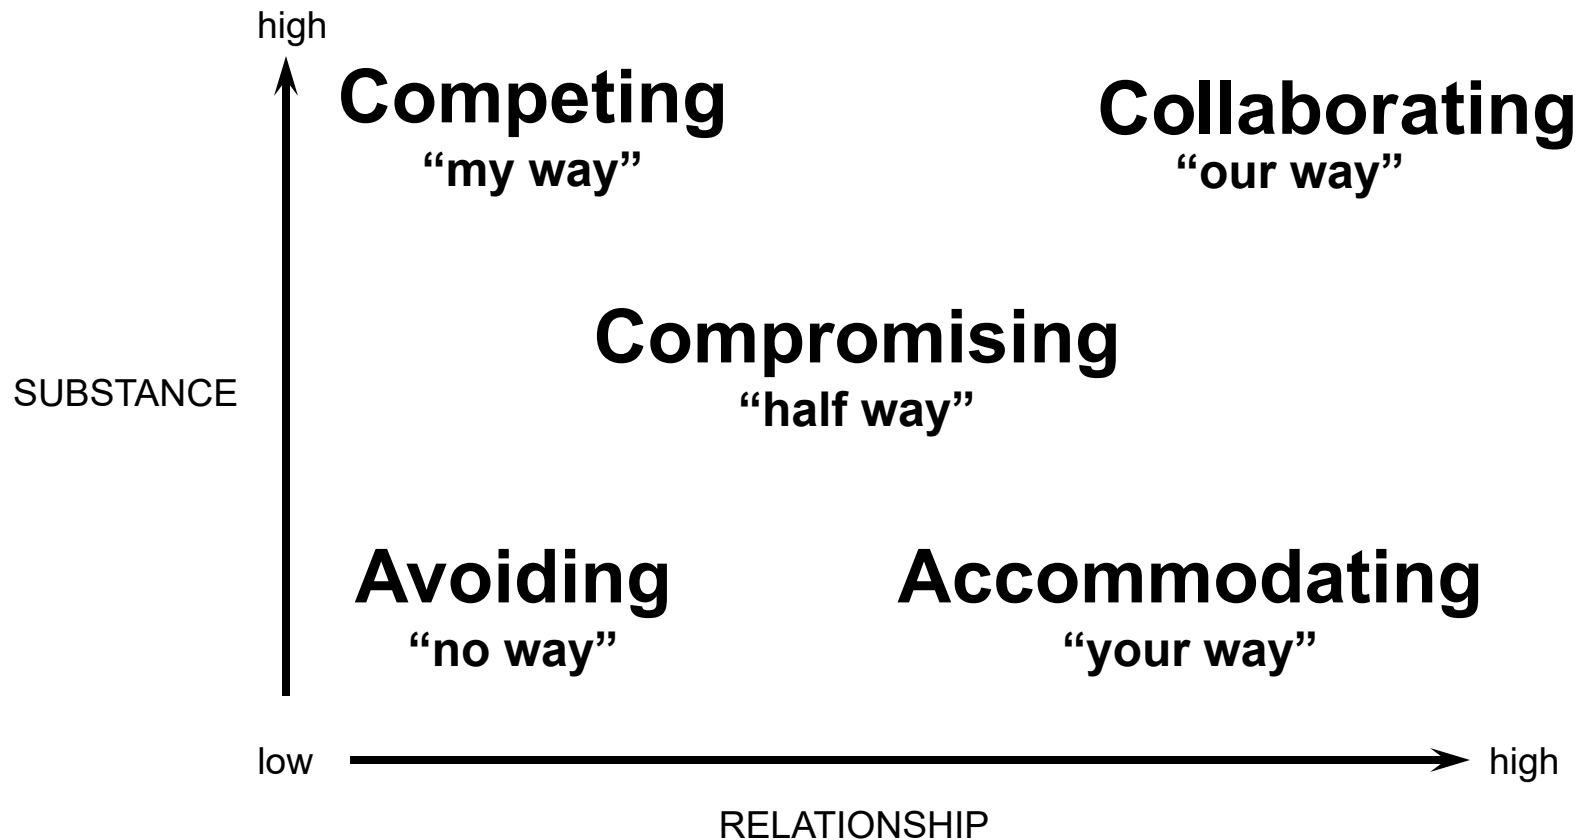 high
Competing
“my way”
Collaborating
“our way”
Compromising
“half way”
SUBSTANCE
Avoiding
“no way”
Accommodating
“your way”
low
high
RELATIONSHIP